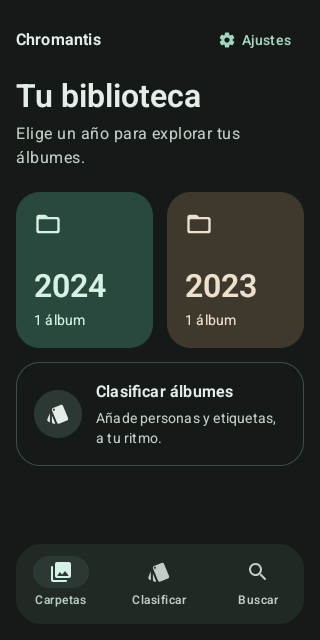 Chromantis
Ajustes
Tu biblioteca
Elige un año para explorar tus
álbumes.
2024
1 álbum
2023
1 álbum
Clasificar álbumes
Añade personas y etiquetas,
a tu ritmo.
Carpetas
Clasificar
Buscar